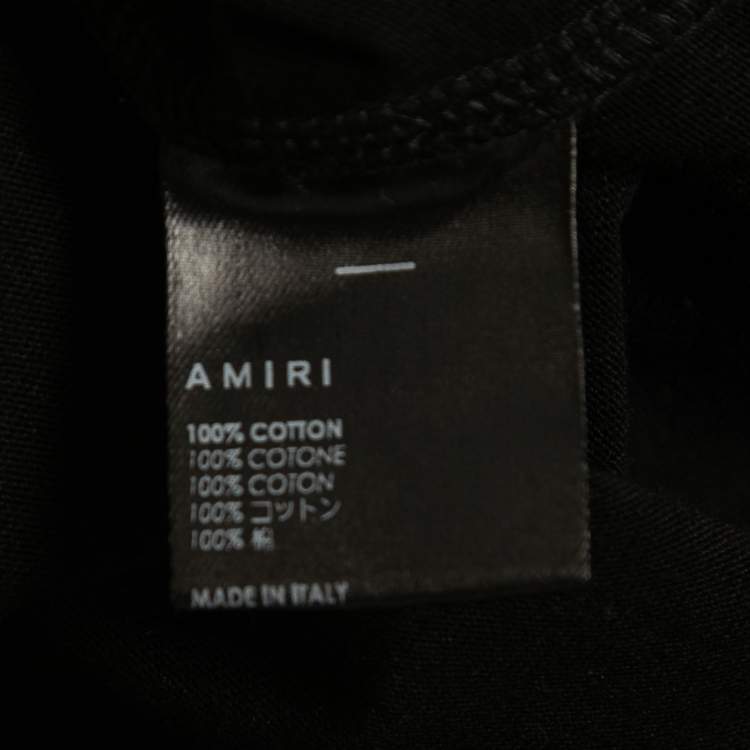 AMIRI
100% COTTON
100% COTONE
100% COTON
100% コットン
100% 棉
MADE IN ITALY